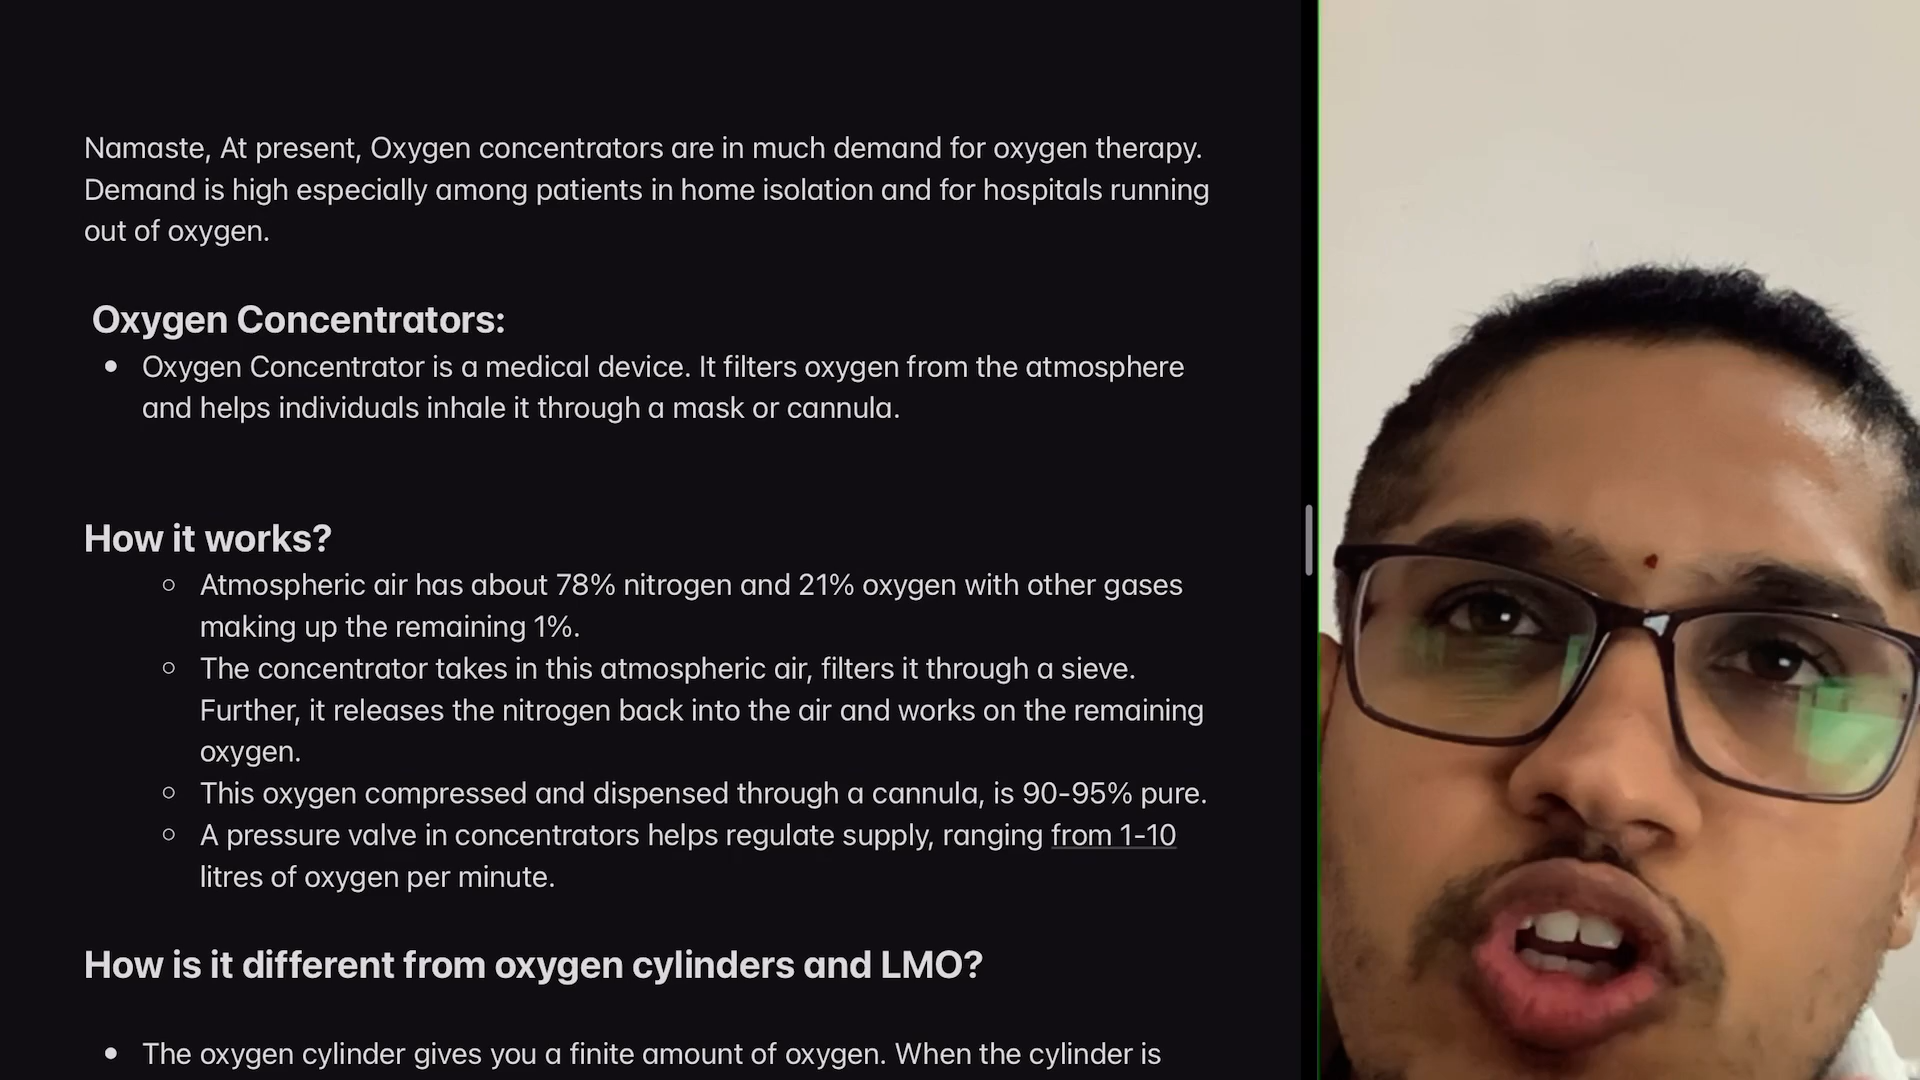 Namaste, At present, Oxygen concentrators are in much demand for oxygen therapy.
Demand is high especially among patients in home isolation and for hospitals running
out of oxygen.
Oxygen Concentrators:
• Oxygen Concentrator is a medical device. It filters oxygen from the atmosphere
and helps individuals inhale it through a mask or cannula.
How it works?
○ Atmospheric air has about 78% nitrogen and 21% oxygen with other gases
making up the remaining 1%.
○ The concentrator takes in this atmospheric air, filters it through a sieve.
Further, it releases the nitrogen back into the air and works on the remaining
oxygen.
○ This oxygen compressed and dispensed through a cannula, is 90-95% pure.
○ A pressure valve in concentrators helps regulate supply, ranging from 1-10
litres of oxygen per minute.
How is it different from oxygen cylinders and LMO?
• The oxygen cylinder gives you a finite amount of oxygen. When the cylinder is